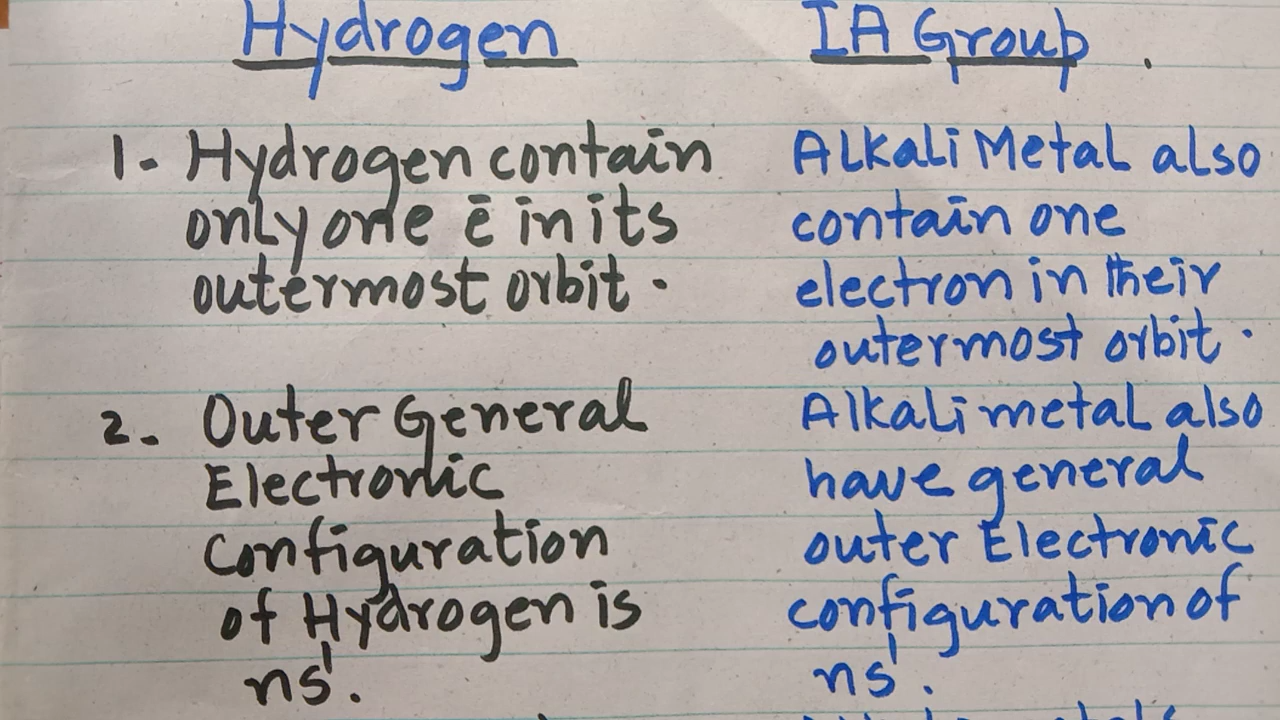 Hydrogen
IA Group .
1- Hydrogen contain
only one ē in its
outermost orbit .
Alkali Metal also
contain one
electron in their
outermost orbit .
2. Outer General
Electronic
configuration
of Hydrogen is
ns¹.
Alkali metal also
have general
outer Electronic
configuration of
ns¹.